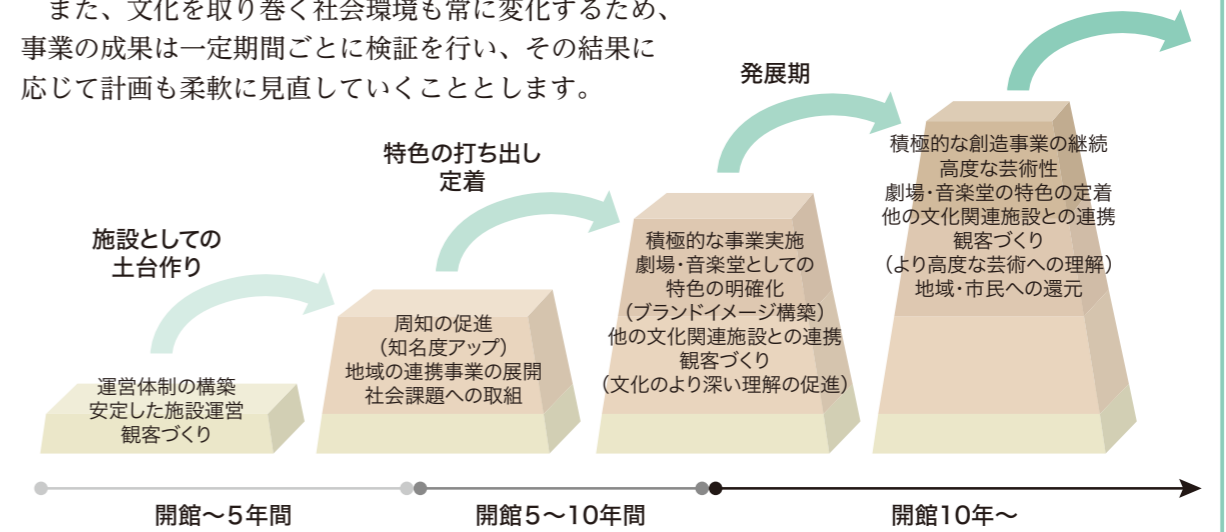 また、文化を取り巻く社会環境も常に変化するため、
事業の成果は一定期間ごとに検証を行い、その結果に
応じて計画も柔軟に見直していくこととします。
施設としての
土台作り
特色の打ち出し
定着
発展期
運営体制の構築
安定した施設運営
観客づくり
周知の促進
（知名度アップ）
地域の連携事業の展開
社会課題への取組
積極的な事業実施
劇場・音楽堂としての
特色の明確化
（ブランドイメージ構築）
他の文化関連施設との連携
観客づくり
（文化のより深い理解の促進）
積極的な創造事業の継続
高度な芸術性
劇場・音楽堂の特色の定着
他の文化関連施設との連携
観客づくり
（より高度な芸術への理解）
地域・市民への還元
開館～5年間
開館5～10年間
開館10年～